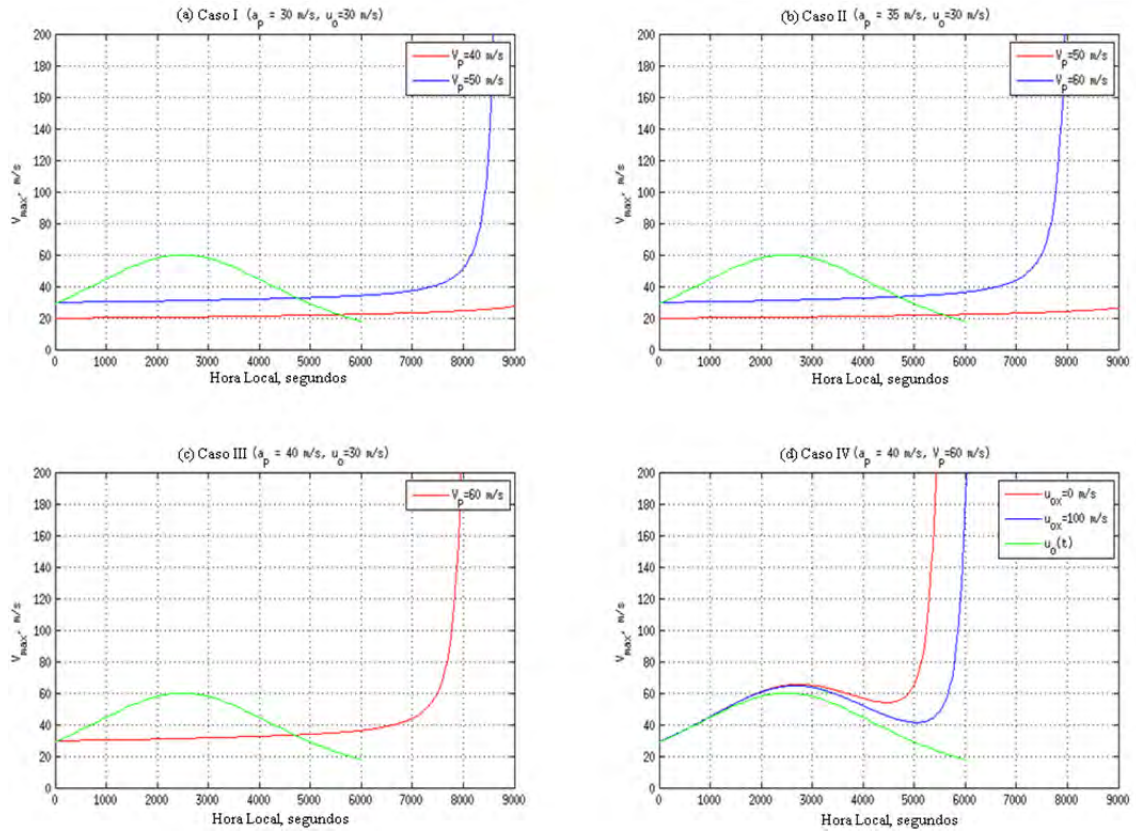 (a) Caso I (a_p = 30 m/s, u_o=30 m/s)
V_p=40 m/s
V_p=50 m/s
200
180
160
140
120
100
80
60
40
20
0
V_max, m/s
0 1000 2000 3000 4000 5000 6000 7000 8000 9000
Hora Local, segundos
(b) Caso II (a_p = 35 m/s, u_o=30 m/s)
V_p=50 m/s
V_p=60 m/s
200
180
160
140
120
100
80
60
40
20
0
V_max, m/s
0 1000 2000 3000 4000 5000 6000 7000 8000 9000
Hora Local, segundos
(c) Caso III (a_p = 40 m/s, u_o=30 m/s)
V_p=60 m/s
200
180
160
140
120
100
80
60
40
20
0
V_max, m/s
0 1000 2000 3000 4000 5000 6000 7000 8000 9000
Hora Local, segundos
(d) Caso IV (a_p = 40 m/s, V_p=60 m/s)
u_ox=0 m/s
u_ox=100 m/s
u_o(t)
200
180
160
140
120
100
80
60
40
20
0
V_max, m/s
0 1000 2000 3000 4000 5000 6000 7000 8000 9000
Hora Local, segundos